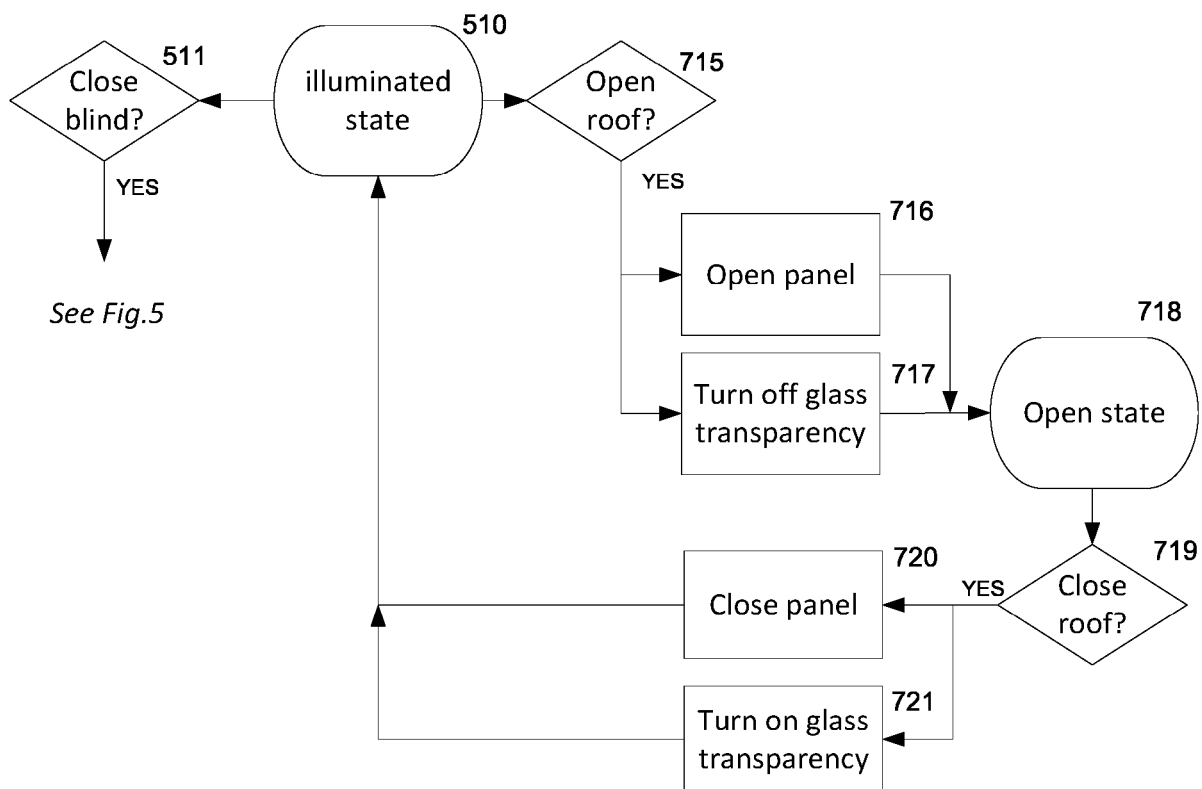 510
511
Close
blind?
illuminated
state
715
Open
roof?
YES
YES
716
Open panel
See Fig.5
718
717
Turn off glass
transparency
Open state
719
720
YES
Close panel
Close
roof?
721
Turn on glass
transparency